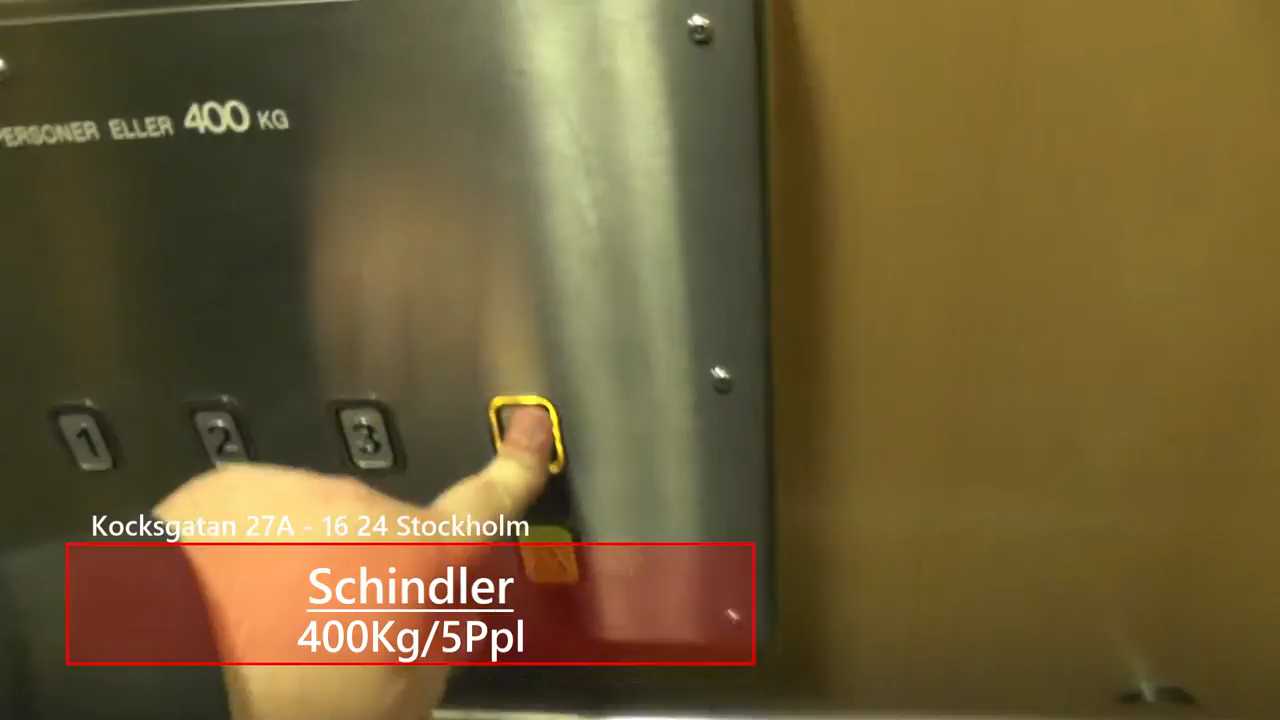 PERSONER ELLER 400 KG
1 2 3
Kocksgatan 27A - 16 24 Stockholm
Schindler
400Kg/5Ppl